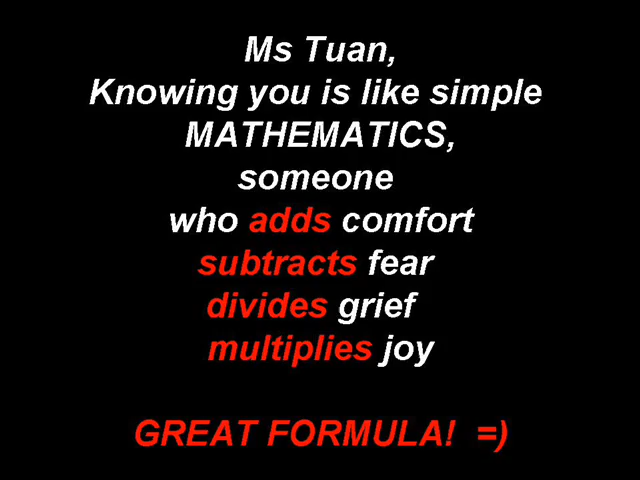 Ms Tuan,
Knowing you is like simple
MATHEMATICS,
someone
who adds comfort
subtracts fear
divides grief
multiplies joy
GREAT FORMULA! =)